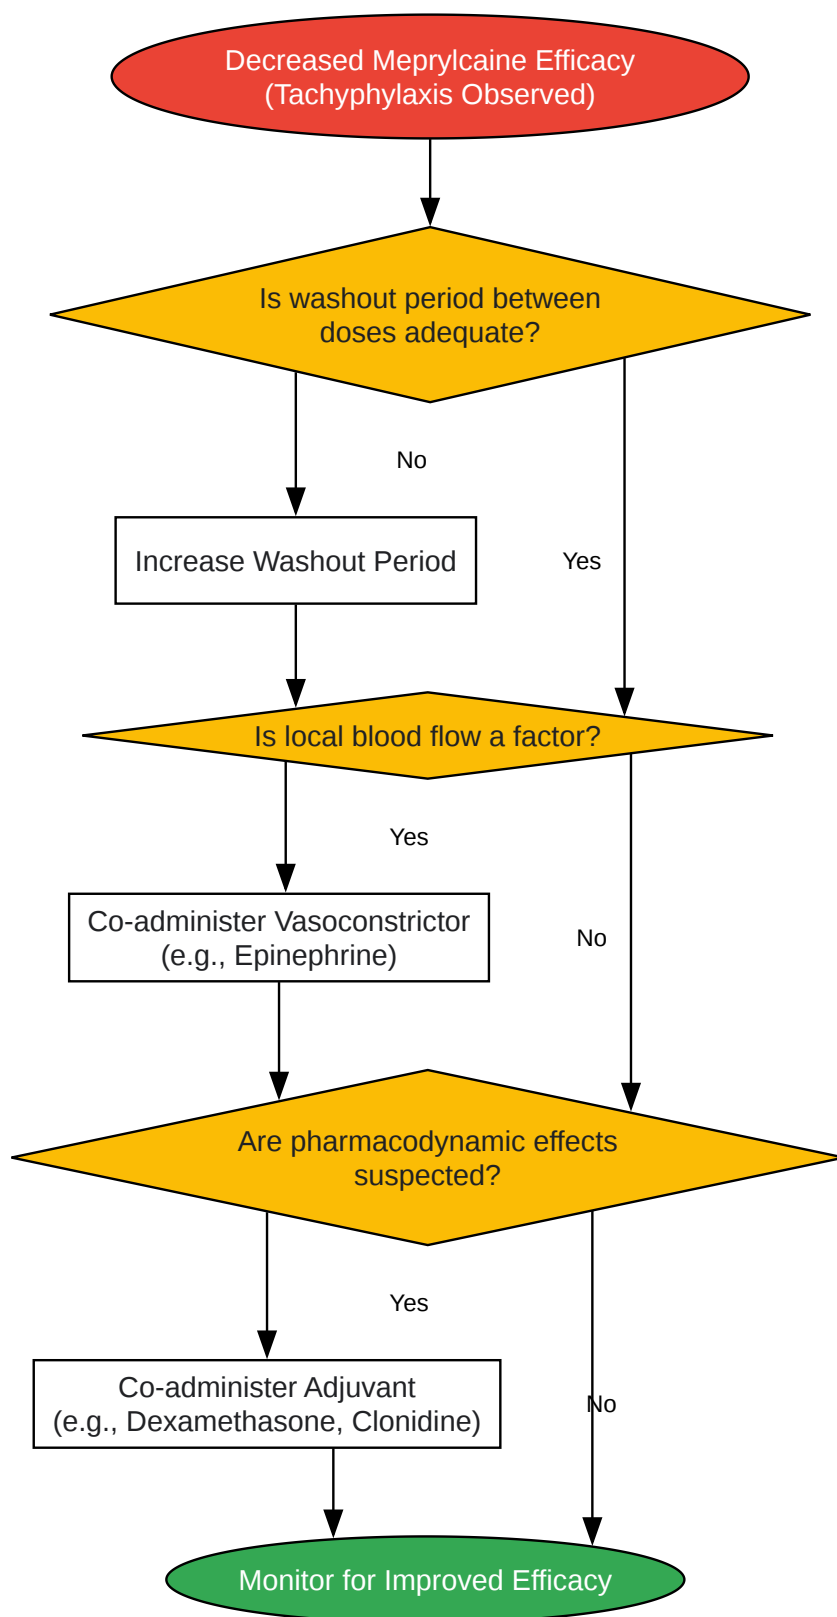 Decreased Meprylcaine Efficacy
(Tachyphylaxis Observed)
Is washout period between
doses adequate?
No
Increase Washout Period
Yes
Is local blood flow a factor?
Yes
Co-administer Vasoconstrictor
(e.g., Epinephrine)
No
Are pharmacodynamic effects
suspected?
Yes
Co-administer Adjuvant
(e.g., Dexamethasone, Clonidine)
No
Monitor for Improved Efficacy